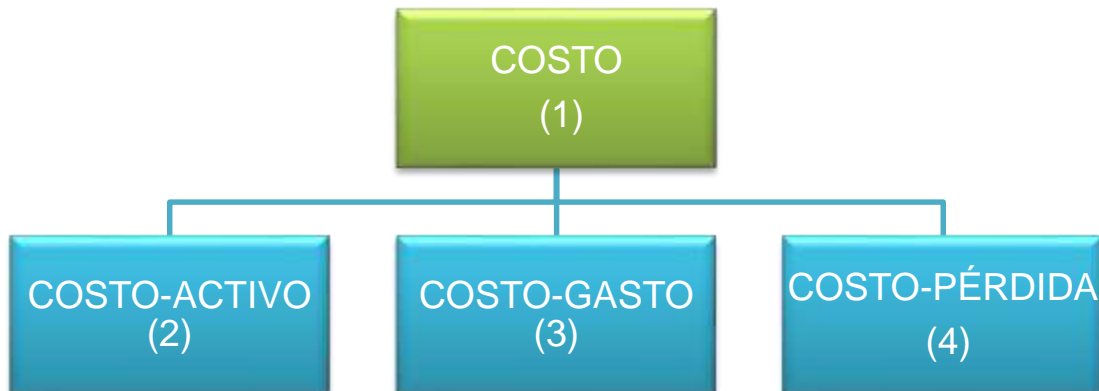 COSTO
(1)
COSTO-ACTIVO
(2)
COSTO-GASTO
(3)
COSTO-PÉRDIDA
(4)